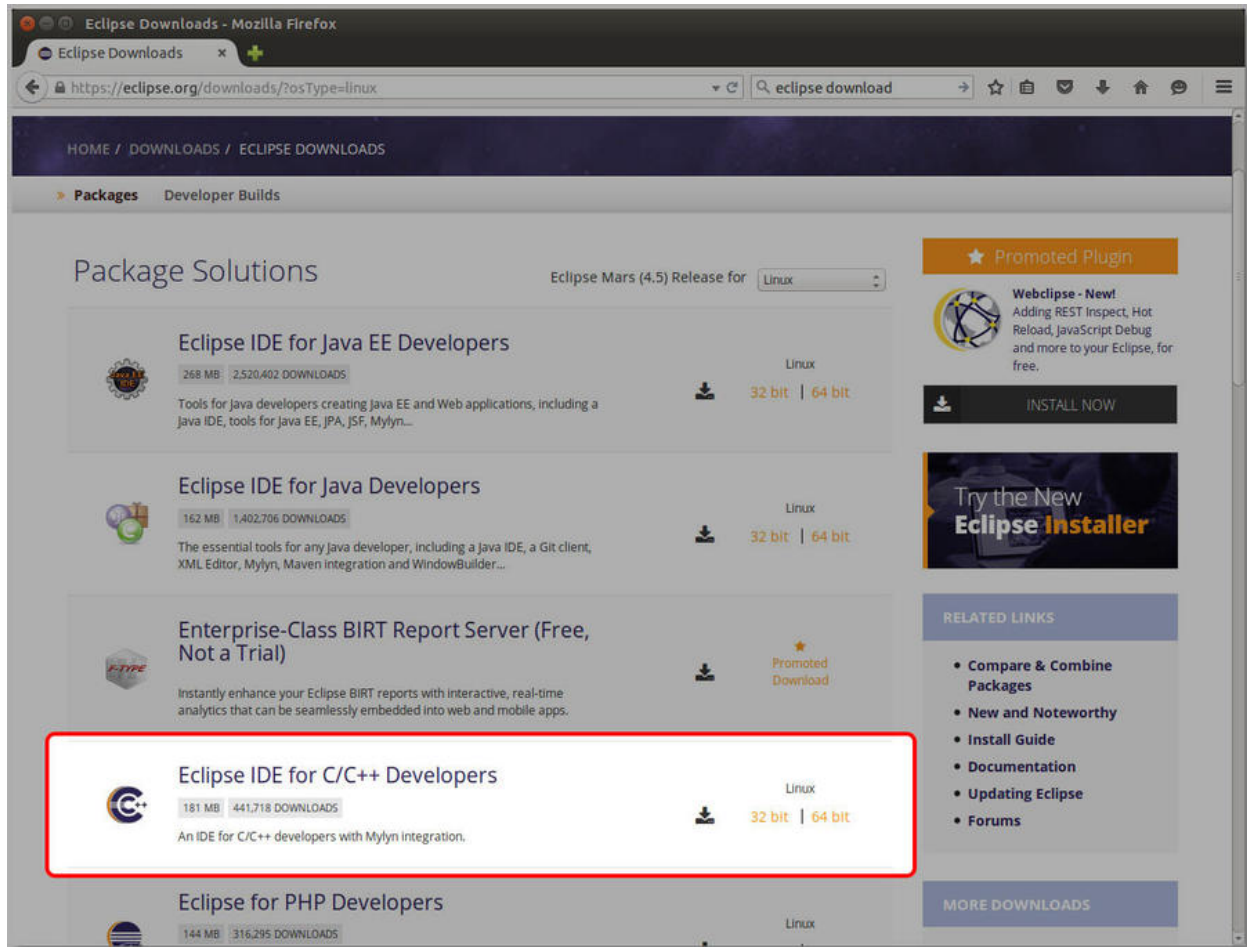 Eclipse Downloads - Mozilla Firefox
Eclipse Downloads
https://eclipse.org/downloads/?osType=linux
eclipse download
HOME / DOWNLOADS / ECLIPSE DOWNLOADS
Packages Developer Builds
Package Solutions
Eclipse Mars (4.5) Release for Linux
Eclipse IDE for Java EE Developers
268 MB 2,520,402 DOWNLOADS
Tools for Java developers creating Java EE and Web applications, including a
Java IDE, tools for Java EE, JPA, JSF, Mylyn...
Linux
32 bit | 64 bit
Eclipse IDE for Java Developers
162 MB 1,402,706 DOWNLOADS
The essential tools for any Java developer, including a Java IDE, a Git client,
XML Editor, Mylyn, Maven integration and WindowBuilder...
Linux
32 bit | 64 bit
F-TYPE
Enterprise-Class BIRT Report Server (Free,
Not a Trial)
Instantly enhance your Eclipse BIRT reports with interactive, real-time
analytics that can be seamlessly embedded into web and mobile apps.
Promoted
Download
Eclipse IDE for C/C++ Developers
181 MB 441,718 DOWNLOADS
An IDE for C/C++ developers with Mylyn integration.
Linux
32 bit | 64 bit
Eclipse for PHP Developers
144 MB 316,295 DOWNLOADS
Linux
Promoted Plugin
Webclipse - New!
Adding REST Inspect, Hot
Reload, JavaScript Debug
and more to your Eclipse, for
free.
INSTALL NOW
Try the New
Eclipse Installer
RELATED LINKS
• Compare & Combine
Packages
• New and Noteworthy
• Install Guide
• Documentation
• Updating Eclipse
• Forums
MORE DOWNLOADS